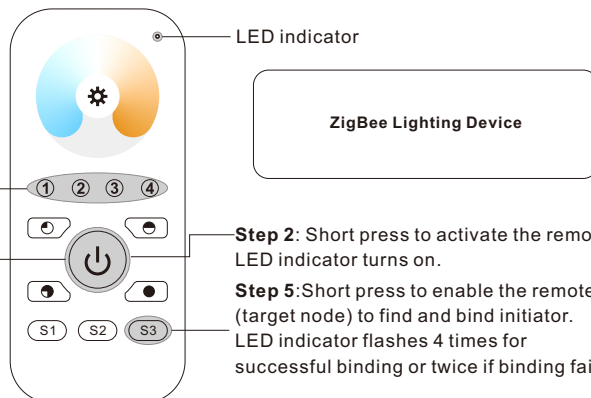 LED indicator
ZigBee Lighting Device
1 2 3 4
Step 2: Short press to activate the remo
LED indicator turns on.
Step 5:Short press to enable the remote
(target node) to find and bind initiator.
S1 S2 S3
LED indicator flashes 4 times for
successful binding or twice if binding fai